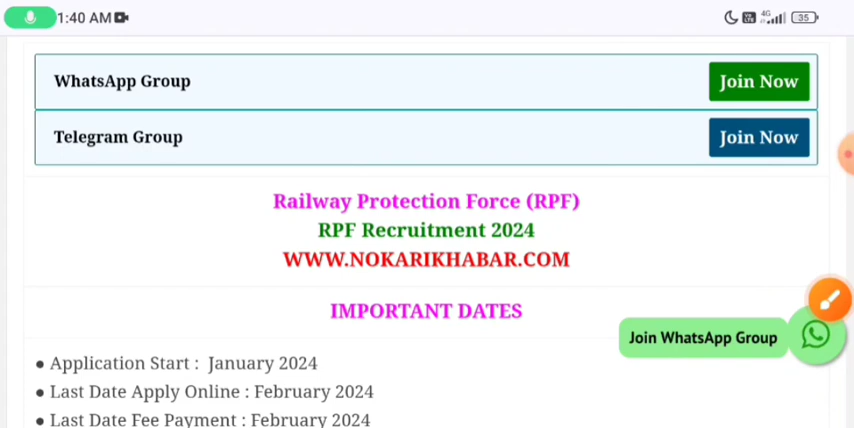 1:40 AM
4G
35
WhatsApp Group
Join Now
Telegram Group
Join Now
Railway Protection Force (RPF)
RPF Recruitment 2024
WWW.NOKARIKHABAR.COM
IMPORTANT DATES
Join WhatsApp Group
● Application Start : January 2024
● Last Date Apply Online : February 2024
● Last Date Fee Payment : February 2024